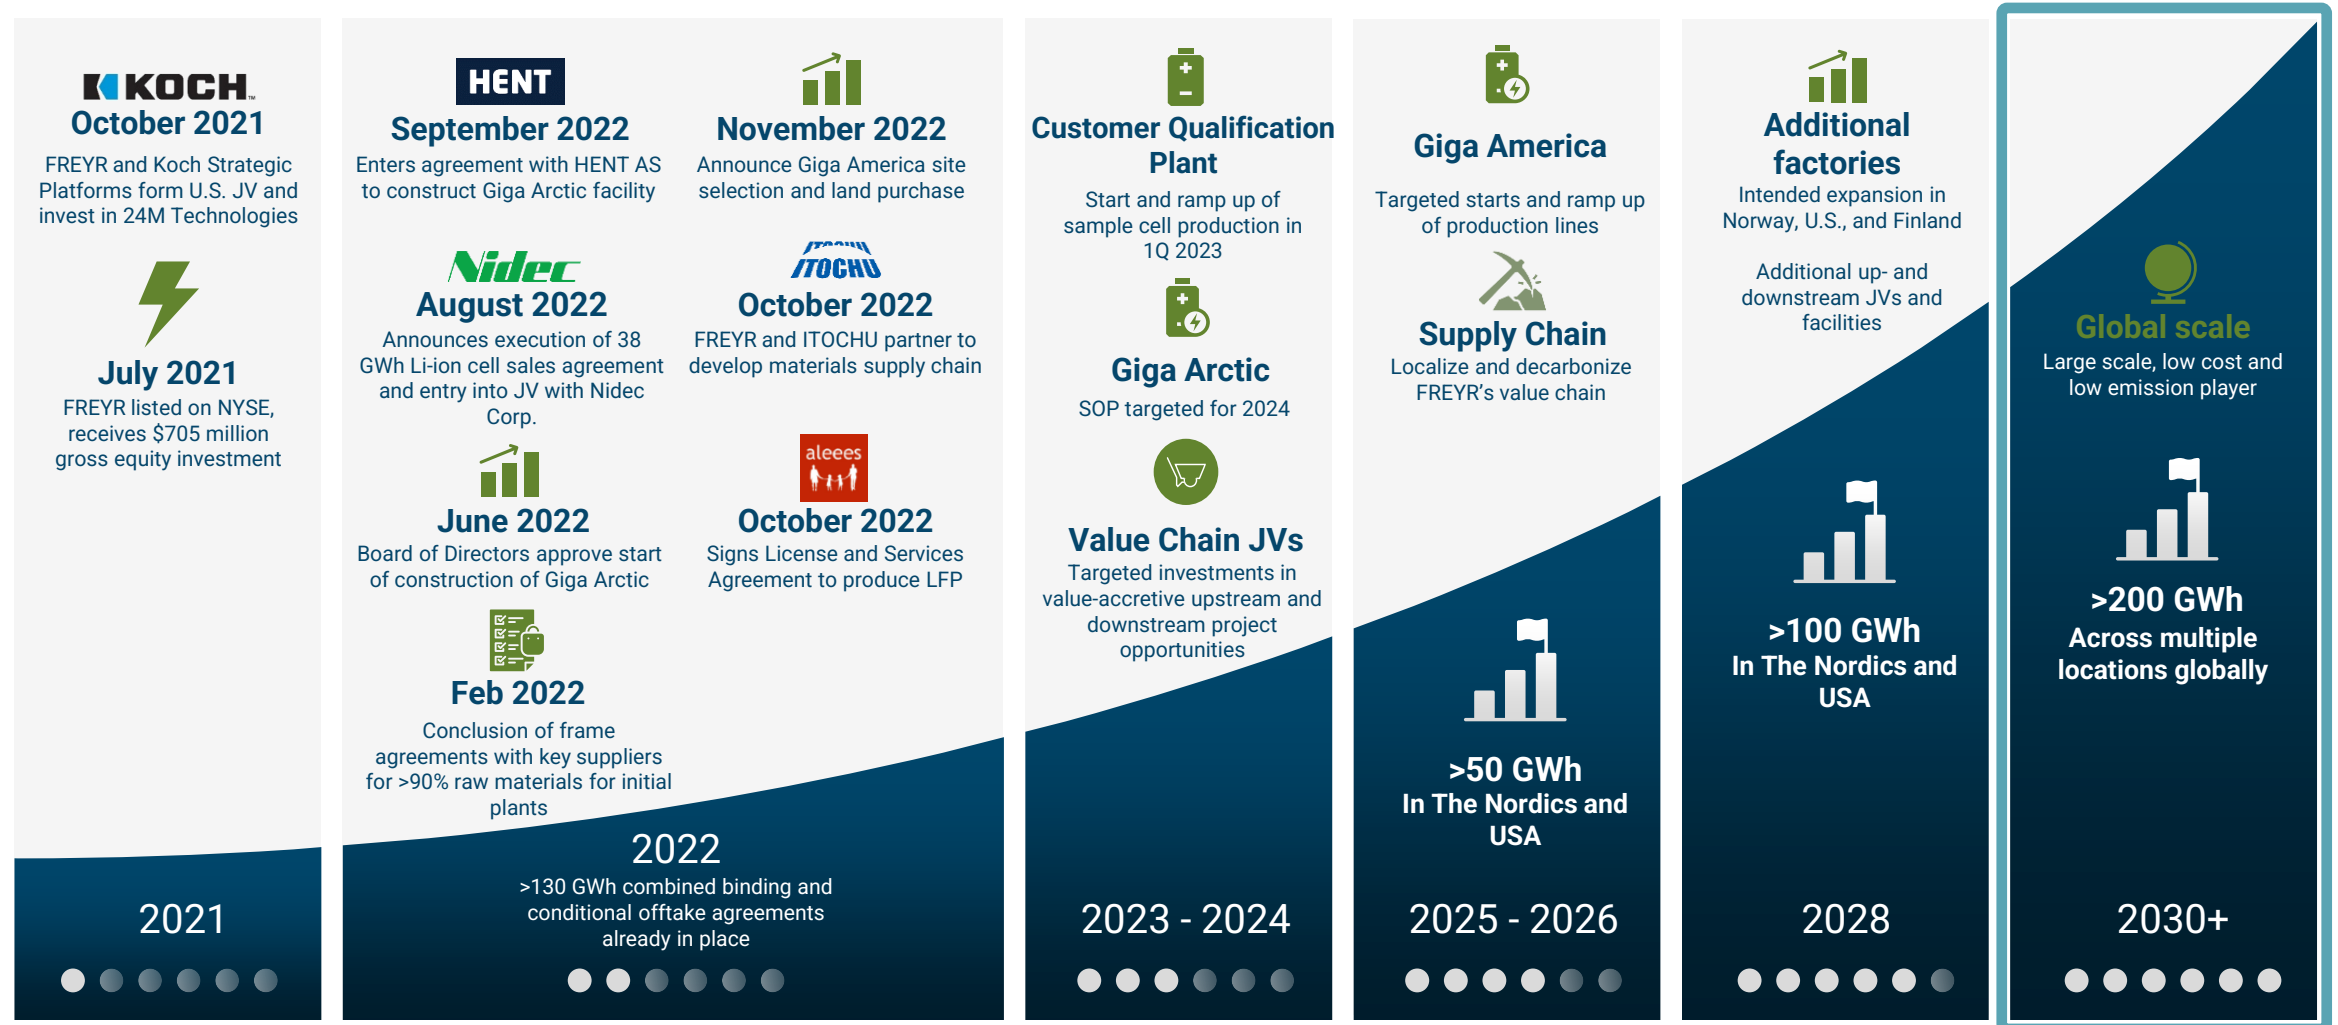 KOCH™
October 2021
FREYR and Koch Strategic
Platforms form U.S. JV and
invest in 24M Technologies
July 2021
FREYR listed on NYSE,
receives $705 million
gross equity investment
2021
HENT
September 2022
Enters agreement with HENT AS
to construct Giga Arctic facility
Nidec
August 2022
Announces execution of 38
GWh Li-ion cell sales agreement
and entry into JV with Nidec
Corp.
June 2022
Board of Directors approve start
of construction of Giga Arctic
Feb 2022
Conclusion of frame
agreements with key suppliers
for >90% raw materials for initial
plants
November 2022
Announce Giga America site
selection and land purchase
ITOCHU
ITOCHU
October 2022
FREYR and ITOCHU partner to
develop materials supply chain
aleees
October 2022
Signs License and Services
Agreement to produce LFP
2022
>130 GWh combined binding and
conditional offtake agreements
already in place
Customer Qualification
Plant
Start and ramp up of
sample cell production in
1Q 2023
Giga Arctic
SOP targeted for 2024
Value Chain JVs
Targeted investments in
value-accretive upstream and
downstream project
opportunities
2023 - 2024
Giga America
Targeted starts and ramp up
of production lines
Supply Chain
Localize and decarbonize
FREYR’s value chain
>50 GWh
In The Nordics and
USA
2025 - 2026
Additional
factories
Intended expansion in
Norway, U.S., and Finland
Additional up- and
downstream JVs and
facilities
>100 GWh
In The Nordics and
USA
2028
Global scale
Large scale, low cost and
low emission player
>200 GWh
Across multiple
locations globally
2030+